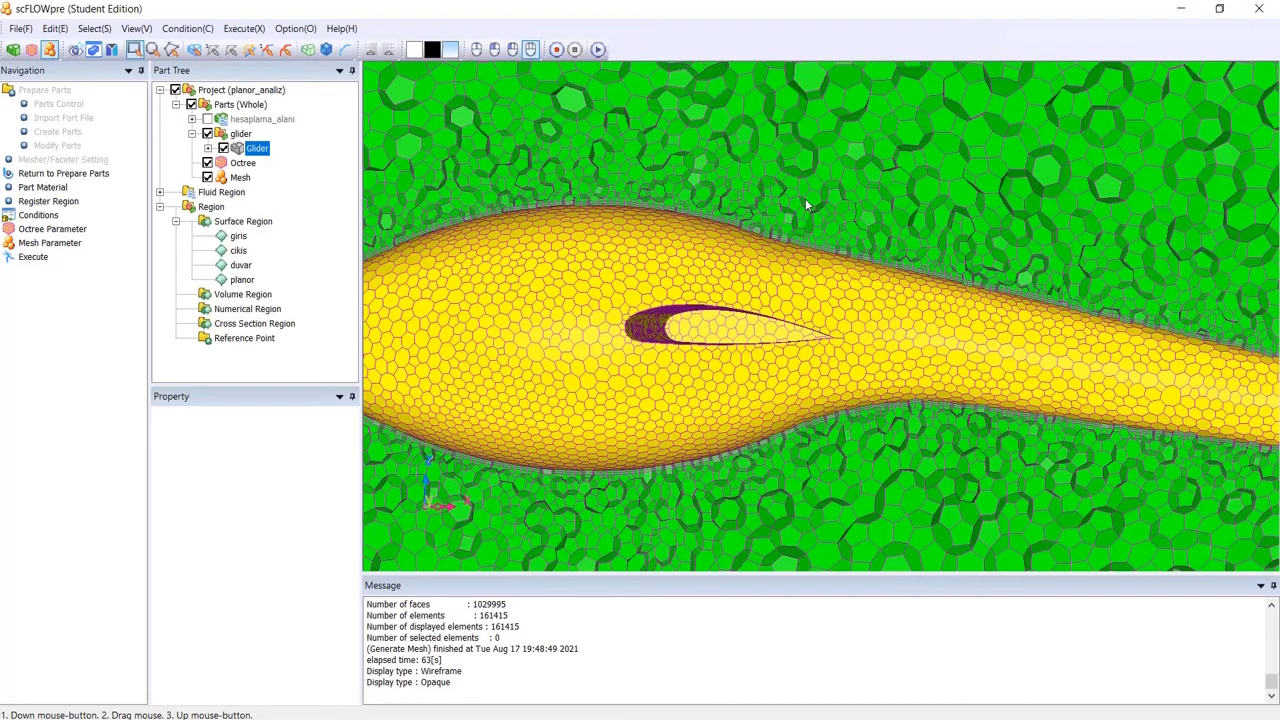 scFLOWpre (Student Edition)
File(F) Edit(E) Select(S) View(V) Condition(C) Execute(X) Option(O) Help(H)
Navigation
Prepare Parts
Parts Control
Import Part File
Create Parts
Modify Parts
Mesher/Faceter Setting
Return to Prepare Parts
Part Material
Register Region
Conditions
Octree Parameter
Mesh Parameter
Execute
Part Tree
Project (planor_analiz)
Parts (Whole)
hesaplama_alani
glider
Glider
Octree
Mesh
Fluid Region
Region
Surface Region
giris
cikis
duvar
planor
Volume Region
Numerical Region
Cross Section Region
Reference Point
Property
Z
Y
X
Message
Number of faces : 1029995
Number of elements : 161415
Number of displayed elements : 161415
Number of selected elements : 0
(Generate Mesh) finished at Tue Aug 17 19:48:49 2021
elapsed time: 63[s]
Display type : Wireframe
Display type : Opaque
1. Down mouse-button. 2. Drag mouse. 3. Up mouse-button.